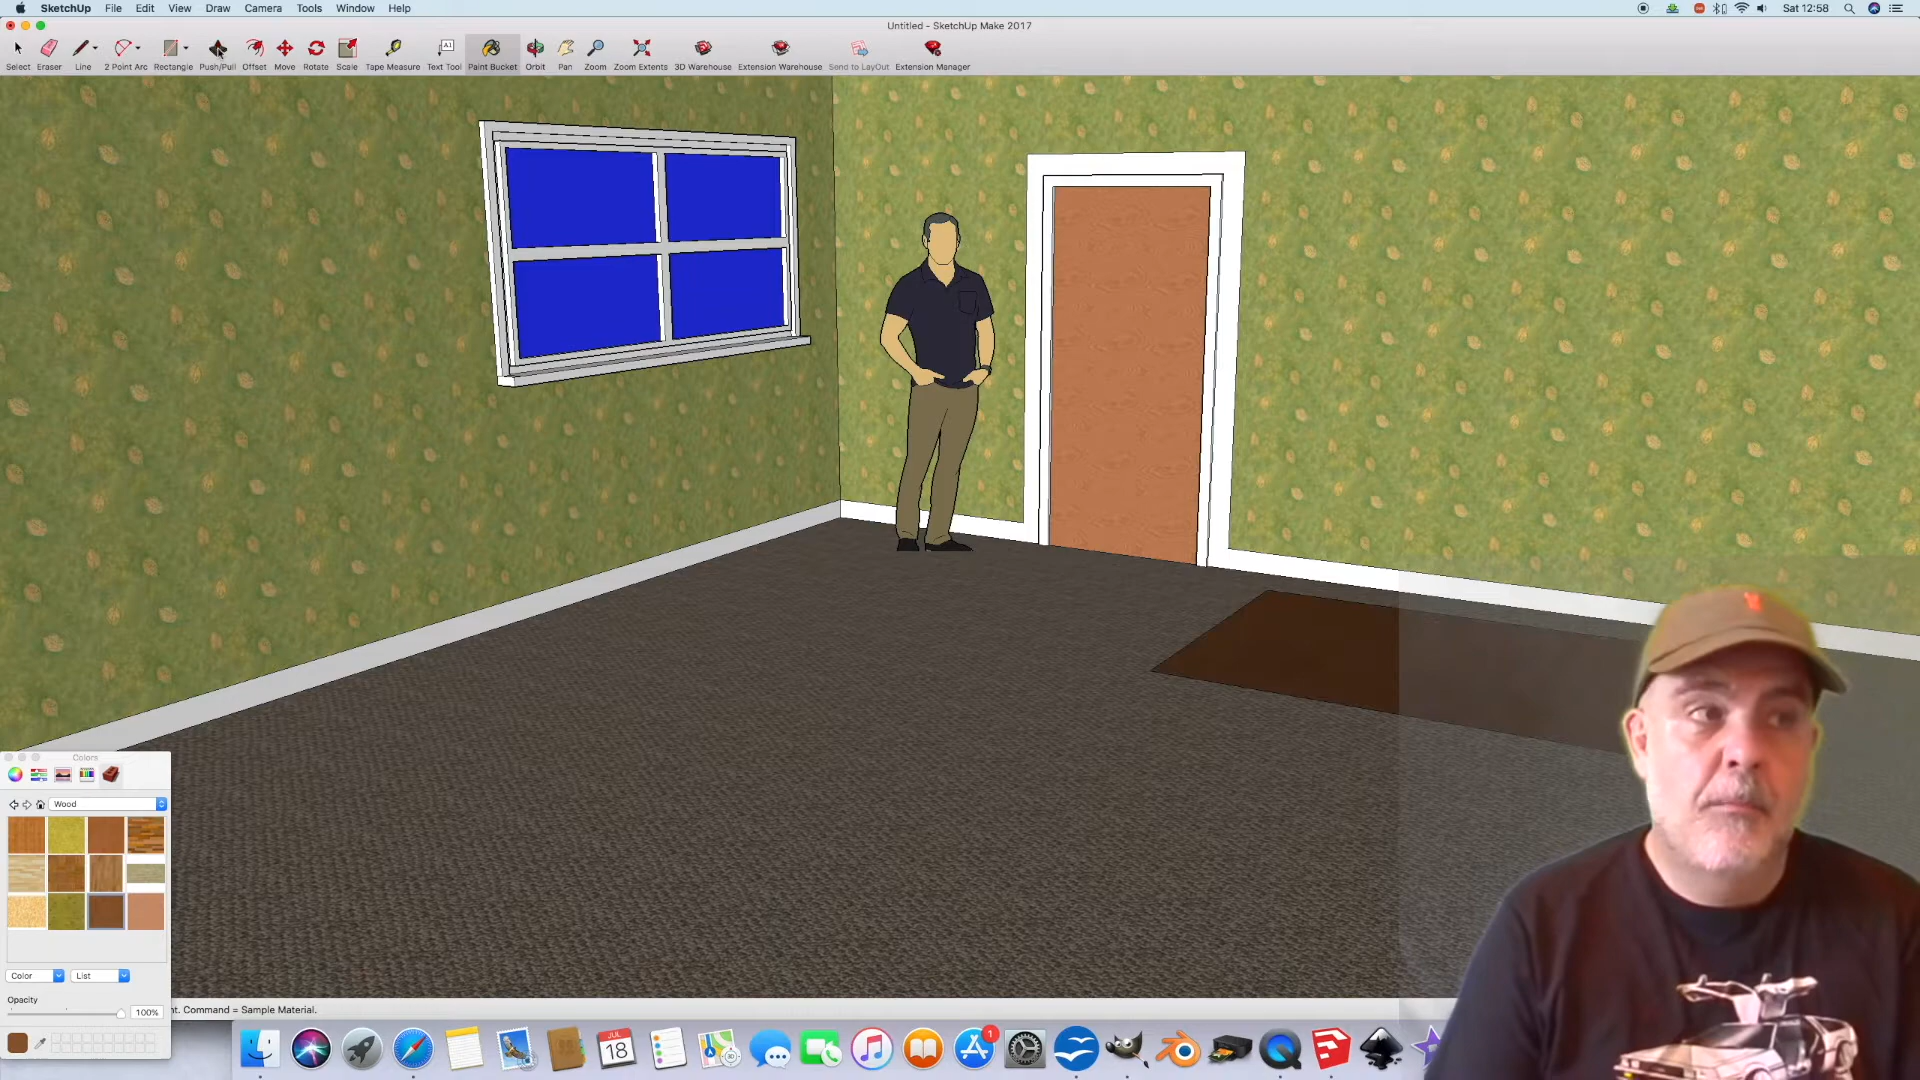 SketchUp File Edit View Draw Camera Tools Window Help
Sat 12:58
Untitled - SketchUp Make 2017
Select Eraser Line 2 Point Arc Rectangle Push/Pull Offset Move Rotate Scale Tape Measure Text Tool Paint Bucket Orbit Pan Zoom Zoom Extents 3D Warehouse Extension Warehouse Send to LayOut Extension Manager
Colors
Wood
Color List
Opacity
100%
nt. Command = Sample Material.
JUL
18
1